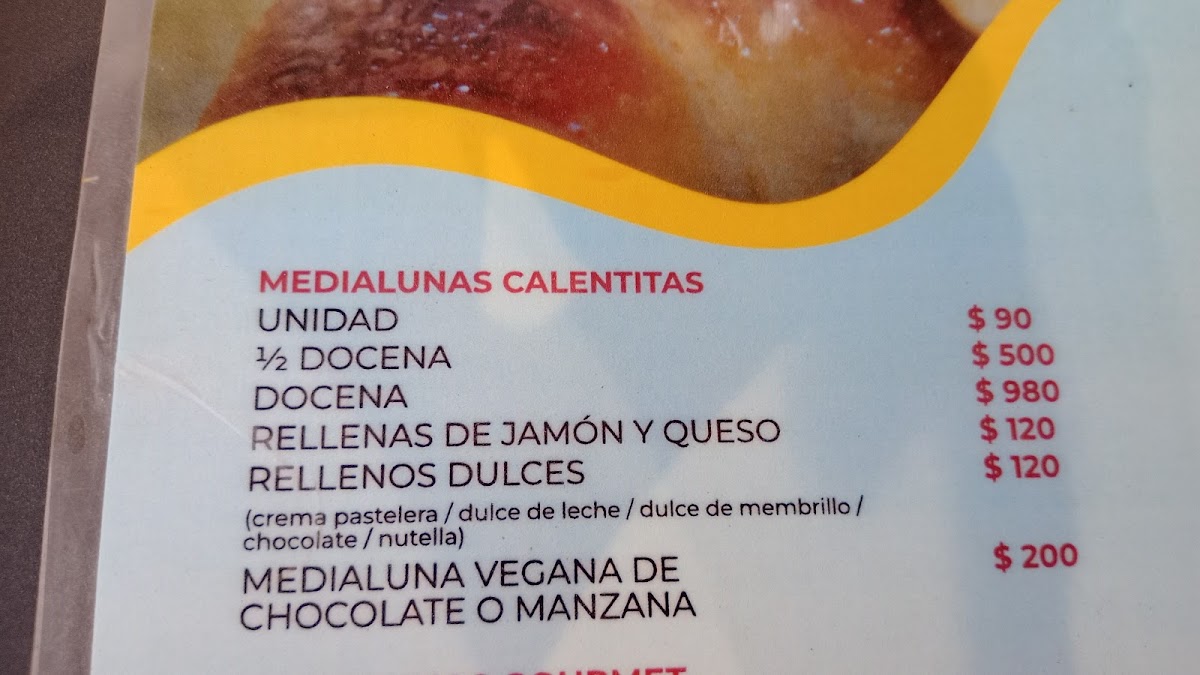 MEDIALUNAS CALENTITAS
UNIDAD $ 90
½ DOCENA $ 500
DOCENA $ 980
RELLENAS DE JAMÓN Y QUESO $ 120
RELLENOS DULCES $ 120
(crema pastelera / dulce de leche / dulce de membrillo /
chocolate / nutella)
MEDIALUNA VEGANA DE $ 200
CHOCOLATE O MANZANA
GOURMET